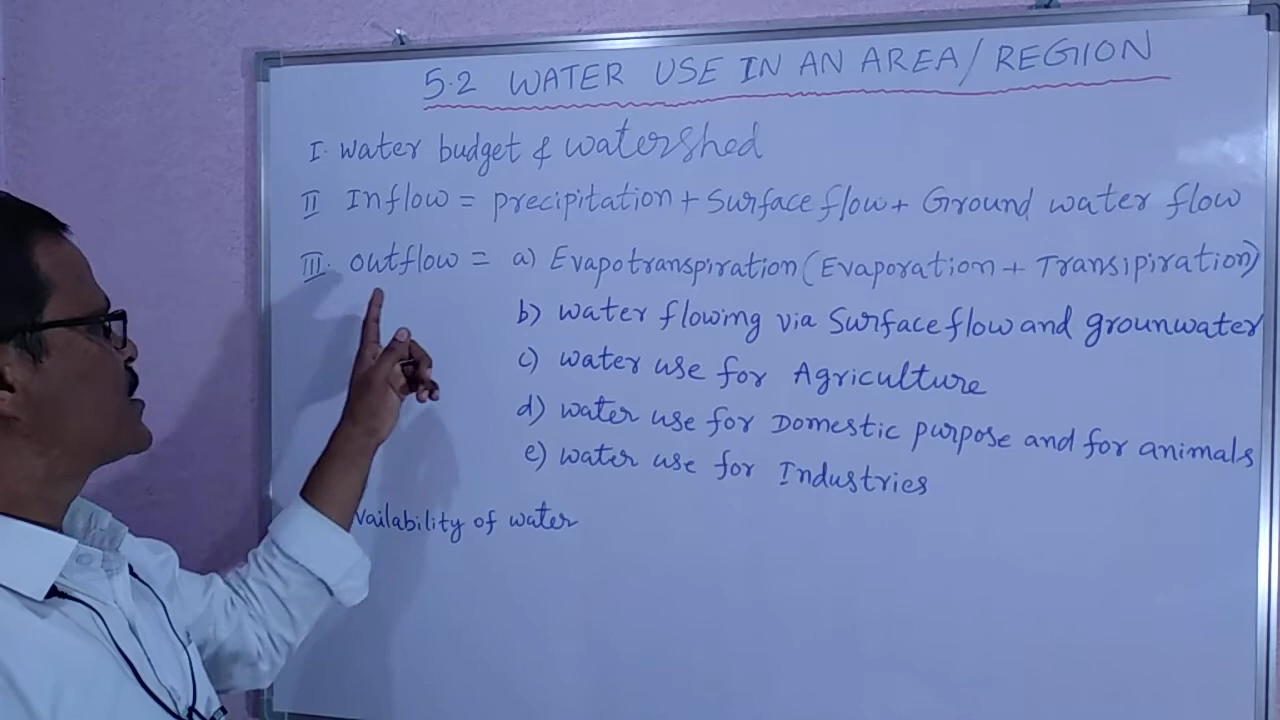 5.2 WATER USE IN AN AREA/REGION
I. water budget & watershed
II Inflow = precipitation + Surface flow + Ground water flow
III. outflow = a) Evapotranspiration (Evaporation + Transipiration)
b) water flowing via Surface flow and grounwater
c) water use for Agriculture
d) water use for Domestic purpose and for animals
e) water use for Industries
vailability of water